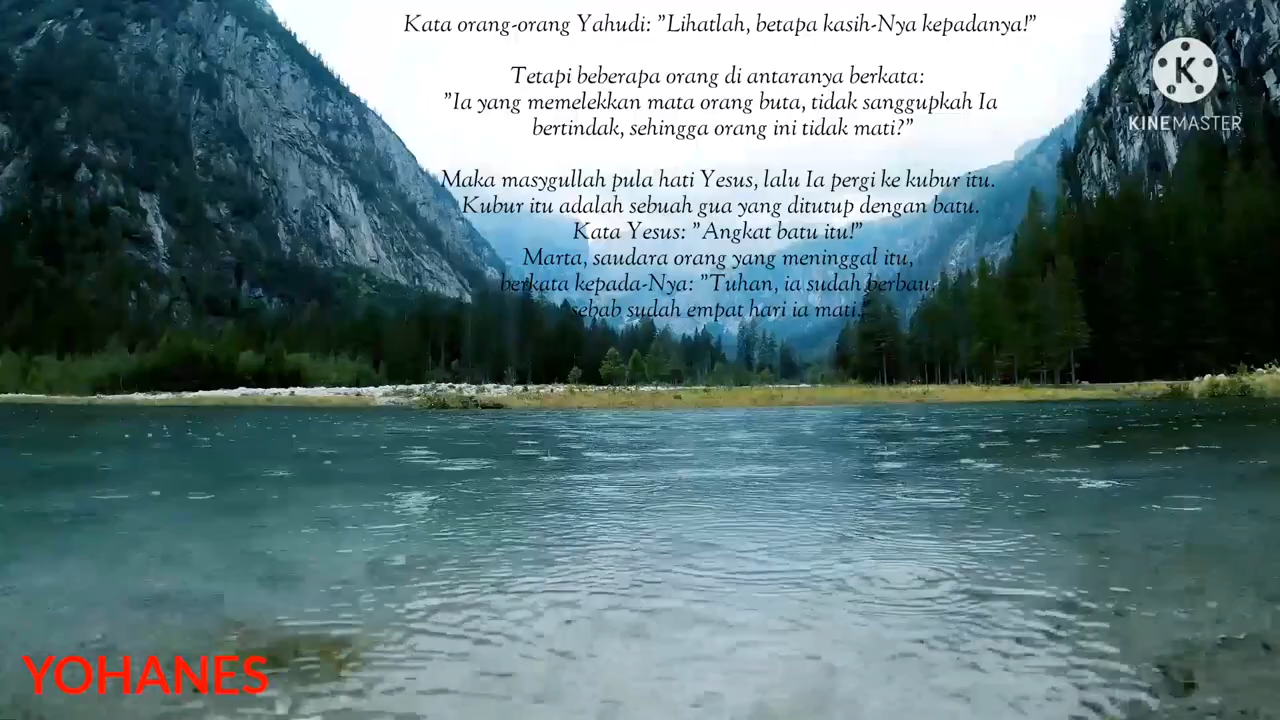 Kata orang-orang Yahudi: ”Lihatlah, betapa kasih-Nya kepadanya!”
Tetapi beberapa orang di antaranya berkata:
”Ia yang memelekkan mata orang buta, tidak sanggupkah Ia
bertindak, sehingga orang ini tidak mati?”
Maka masygullah pula hati Yesus, lalu Ia pergi ke kubur itu.
Kubur itu adalah sebuah gua yang ditutup dengan batu.
Kata Yesus: ”Angkat batu itu!”
Marta, saudara orang yang meninggal itu,
berkata kepada-Nya: ”Tuhan, ia sudah berbau,
sebab sudah empat hari ia mati.
K
KINEMASTER
YOHANES